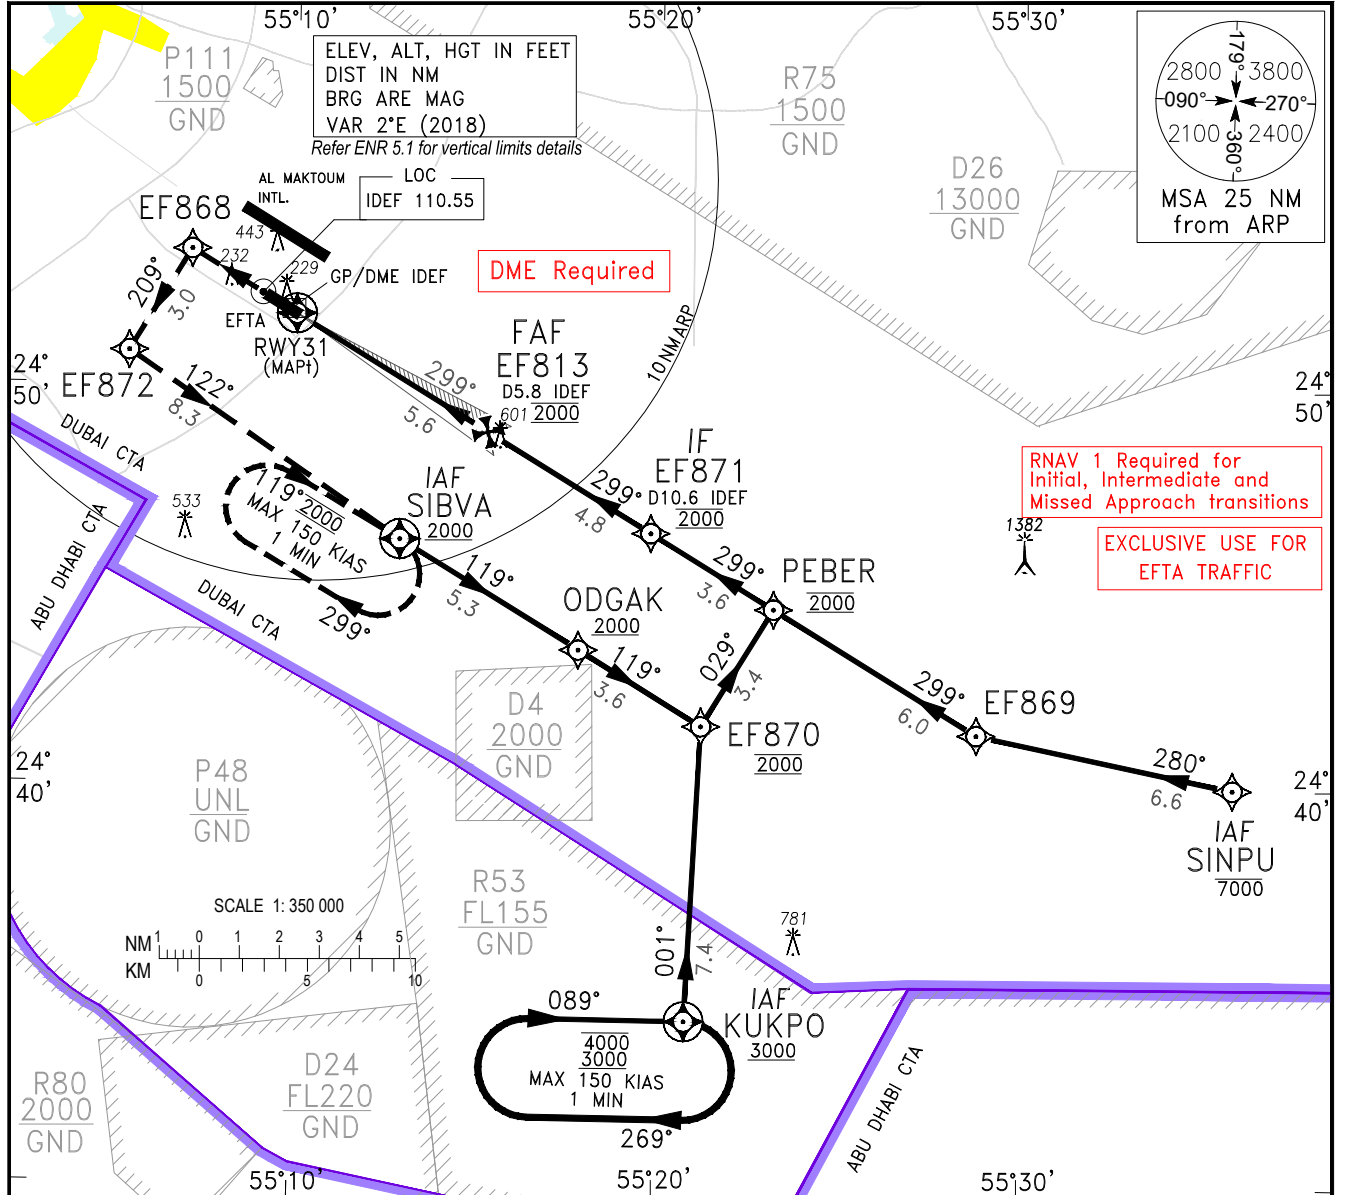 55°10'
55°20'
55°30'
P111
1500
GND
ELEV, ALT, HGT IN FEET
DIST IN NM
BRG ARE MAG
VAR 2°E (2018)
Refer ENR 5.1 for vertical limits details
R75
1500
GND
179°
2800
3800
090°
270°
2100
2400
360°
MSA 25 NM
from ARP
D26
13000
GND
AL MAKTOUM
INTL.
LOC
IDEF 110.55
EF868
443
232
229
GP/DME IDEF
DME Required
209°
3.0
EFTA
RWY31
(MAPt)
FAF
EF813
D5.8 IDEF
601
2000
10NM ARP
299°
5.6
24°
50'
EF872
122°
8.3
24°
50'
DUBAI CTA
ABU DHABI CTA
533
IAF
SIBVA
2000
119°
2000
MAX 150 KIAS
1 MIN
299°
IF
EF871
D10.6 IDEF
2000
299°
4.8
RNAV 1 Required for
Initial, Intermediate and
Missed Approach transitions
1382
EXCLUSIVE USE FOR
EFTA TRAFFIC
299°
3.6
PEBER
2000
DUBAI CTA
119°
5.3
ODGAK
2000
119°
3.6
029°
3.4
EF870
2000
299°
6.0
EF869
280°
6.6
24°
40'
24°
40'
IAF
SINPU
7000
D4
2000
GND
P48
UNL
GND
R53
FL155
GND
SCALE 1: 350 000
NM
1
0
1
2
3
4
5
KM
0
5
10
781
001°
7.4
089°
IAF
KUKPO
3000
4000
3000
MAX 150 KIAS
1 MIN
269°
D24
FL220
GND
R80
2000
GND
ABU DHABI CTA
55°10'
55°20'
55°30'